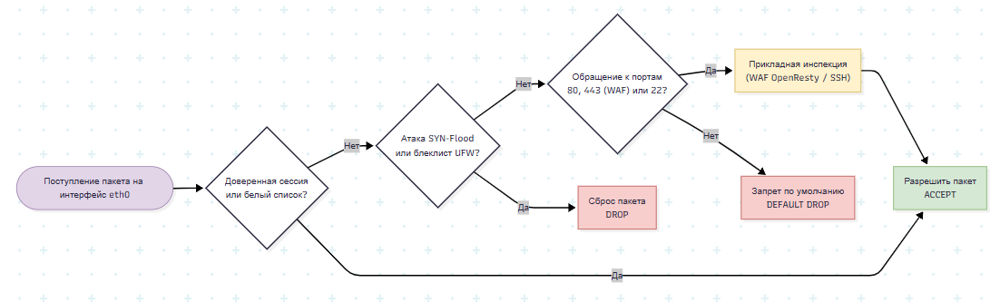 Поступление пакета на
интерфейс eth0
Доверенная сессия
или белый список?
Нет
Атака SYN-Flood
или блеклист UFW?
Нет
Да
Сброс пакета
DROP
Обращение к портам
80, 443 (WAF) или 22?
Да
Нет
Прикладная инспекция
(WAF OpenResty / SSH)
Запрет по умолчанию
DEFAULT DROP
Разрешить пакет
ACCEPT
Да